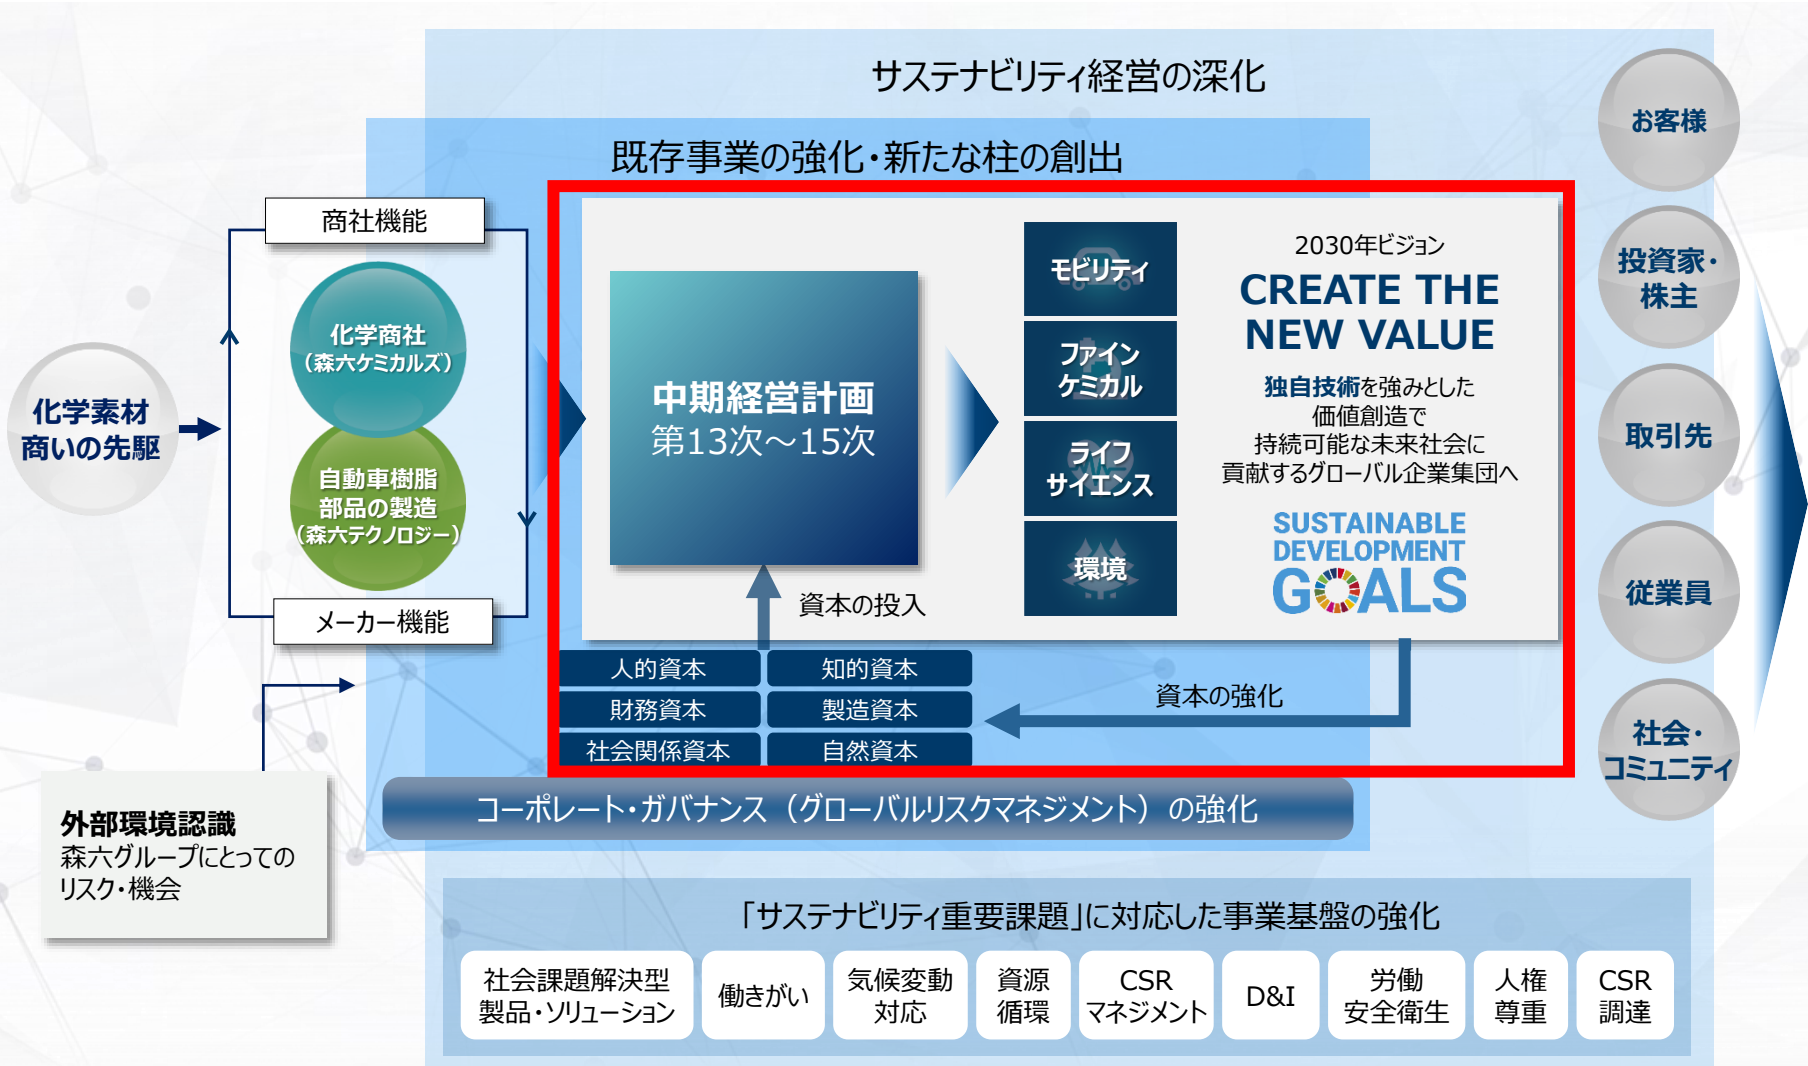 サステナビリティ経営の深化
既存事業の強化・新たな柱の創出
化学素材
商いの先駆
商社機能
化学商社
（森六ケミカルズ）
自動車樹脂
部品の製造
（森六テクノロジー）
メーカー機能
外部環境認識
森六グループにとっての
リスク・機会
中期経営計画
第13次～15次
資本の投入
モビリティ
ファイン
ケミカル
ライフ
サイエンス
環境
2030年ビジョン
CREATE THE
NEW VALUE
独自技術を強みとした
価値創造で
持続可能な未来社会に
貢献するグローバル企業集団へ
SUSTAINABLE
DEVELOPMENT
GOALS
人的資本
知的資本
財務資本
製造資本
社会関係資本
自然資本
資本の強化
コーポレート・ガバナンス（グローバルリスクマネジメント）の強化
「サステナビリティ重要課題」に対応した事業基盤の強化
社会課題解決型
製品・ソリューション
働きがい
気候変動
対応
資源
循環
CSR
マネジメント
D&I
労働
安全衛生
人権
尊重
CSR
調達
お客様
投資家・
株主
取引先
従業員
社会・
コミュニティ